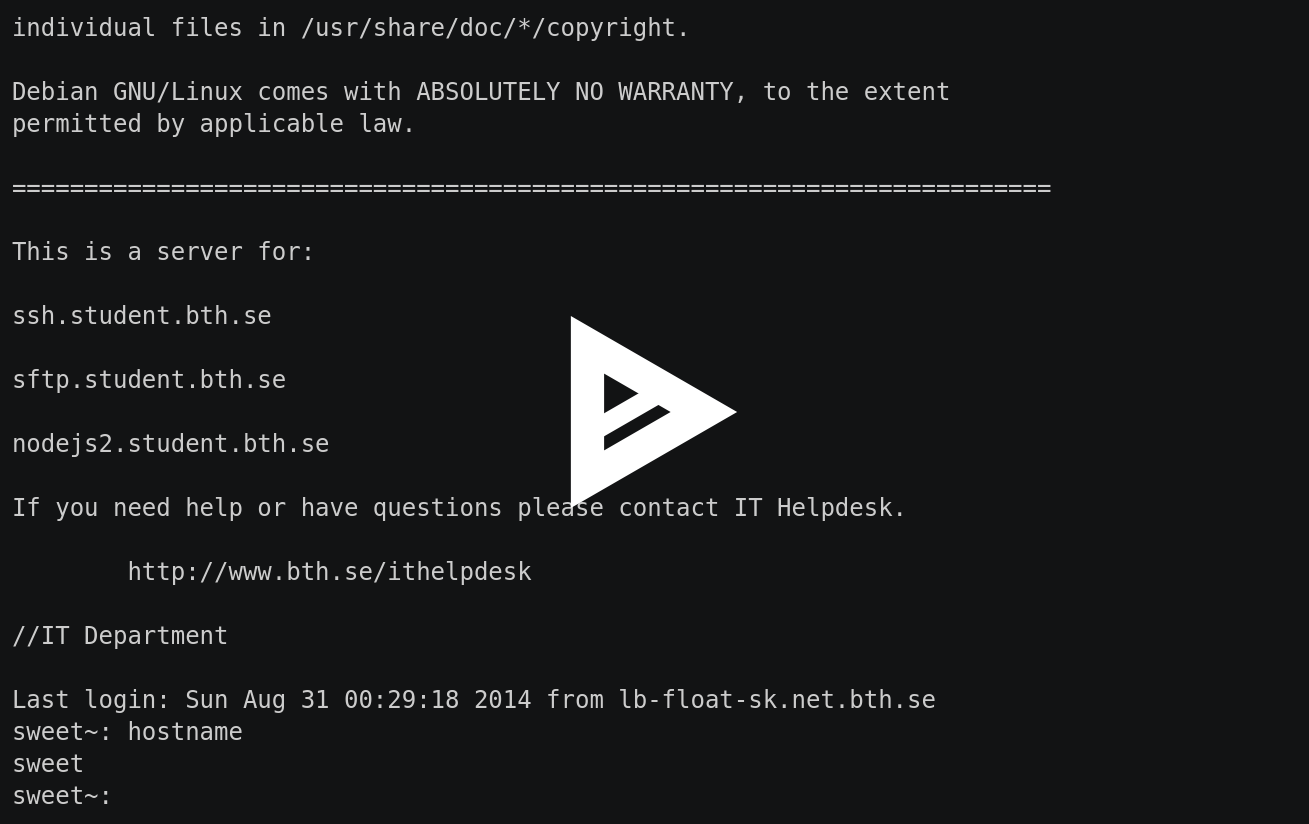 individual files in /usr/share/doc/*/copyright.
Debian GNU/Linux comes with ABSOLUTELY NO WARRANTY, to the extent
permitted by applicable law.
========================================================================
This is a server for:
ssh.student.bth.se
sftp.student.bth.se
nodejs2.student.bth.se
If you need help or have questions please contact IT Helpdesk.
http://www.bth.se/ithelpdesk
//IT Department
Last login: Sun Aug 31 00:29:18 2014 from lb-float-sk.net.bth.se
sweet~: hostname
sweet
sweet~: